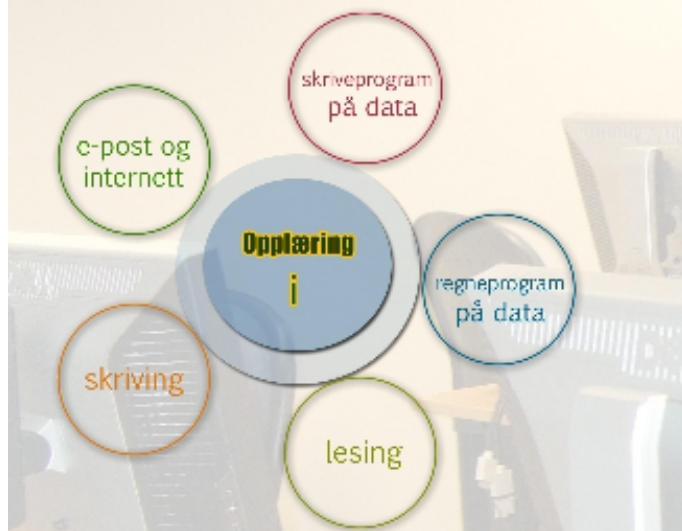 skriveprogram
på data
e-post og
internett
Opplæring
i
regneprogram
på data
skriving
lesing